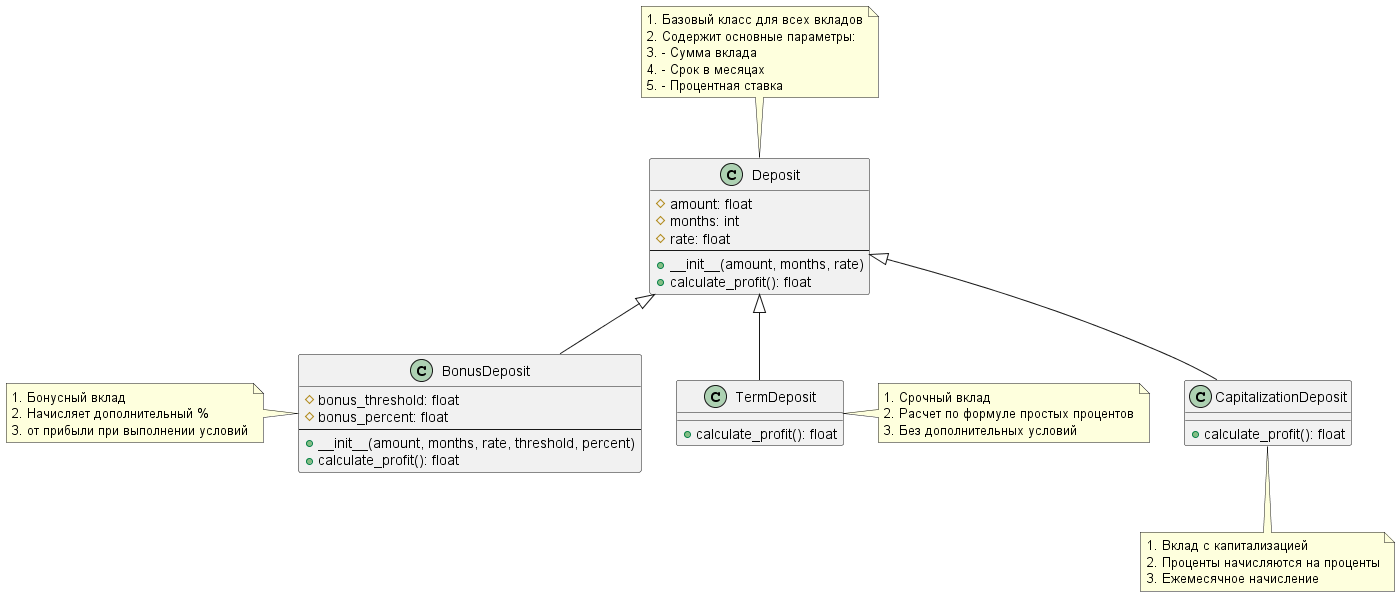 1. Базовый класс для всех вкладов
2. Содержит основные параметры:
3. - Сумма вклада
4. - Срок в месяцах
5. - Процентная ставка
C Deposit
amount: float
months: int
rate: float
__init__(amount, months, rate)
calculate_profit(): float
1. Бонусный вклад
2. Начисляет дополнительный %
3. от прибыли при выполнении условий
C BonusDeposit
bonus_threshold: float
bonus_percent: float
__init__(amount, months, rate, threshold, percent)
calculate_profit(): float
C TermDeposit
calculate_profit(): float
1. Срочный вклад
2. Расчет по формуле простых процентов
3. Без дополнительных условий
C CapitalizationDeposit
calculate_profit(): float
1. Вклад с капитализацией
2. Проценты начисляются на проценты
3. Ежемесячное начисление